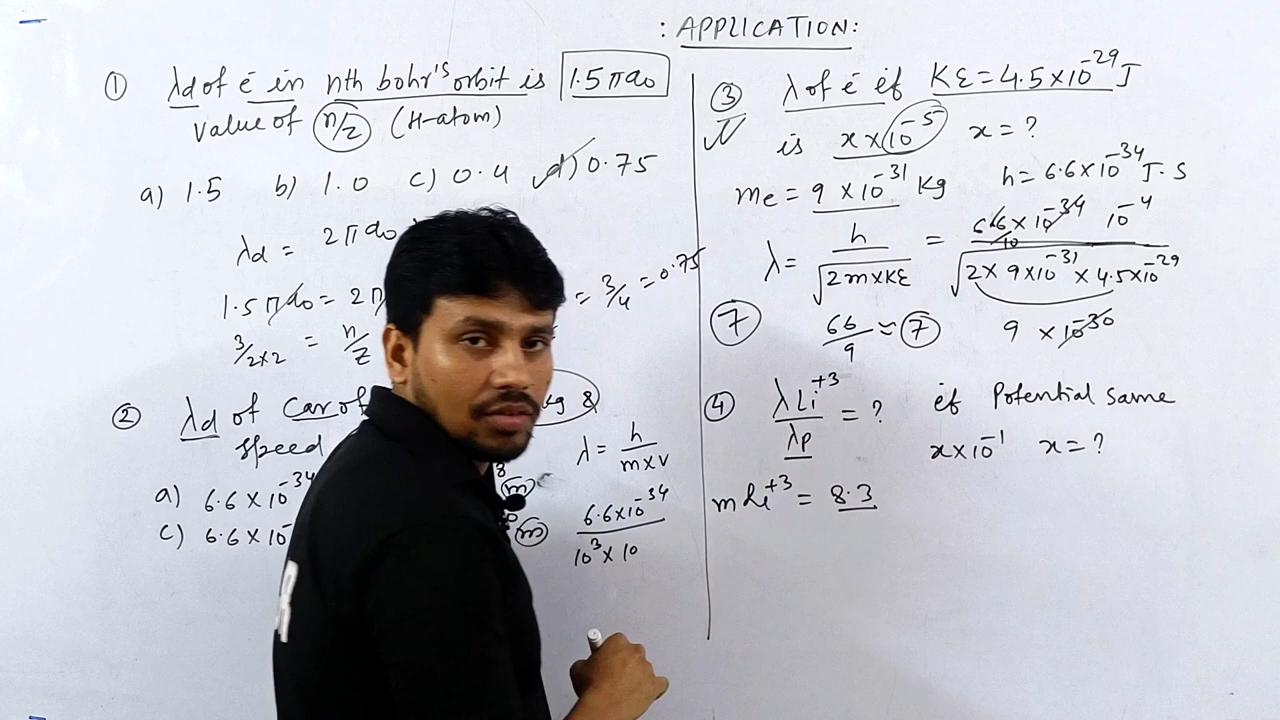 : APPLICATION:
① λd of e in nth bohr's orbit is 1.5πa₀
value of n/z (H-atom)
a) 1.5 b) 1.0 c) 0.4 d) 0.75
λd = 2πa₀
1.5πa₀ = 2π
= 3/4 = 0.75
3/2×2 = n/z
② λd of Car of kg &
speed
λ = h/m×v
a) 6.6×10⁻³⁴ m
c) 6.6×10⁻ m
6.6×10⁻³⁴/10³×10
③ λ of e⁻ if KE = 4.5×10⁻²⁹ J
is x×10⁻⁵ x = ?
me = 9×10⁻³¹ Kg h = 6.6×10⁻³⁴ J·S
λ = h/√2m×KE = 66×10⁻³⁴ 10⁻⁴/√2×9×10⁻³¹×4.5×10⁻²⁹
10
⑦ 66/9 ≈ ⑦ 9×10⁻³⁰
④ λLi⁺³/λp = ? if Potential same
x×10⁻¹ x = ?
mLi⁺³ = 8.3